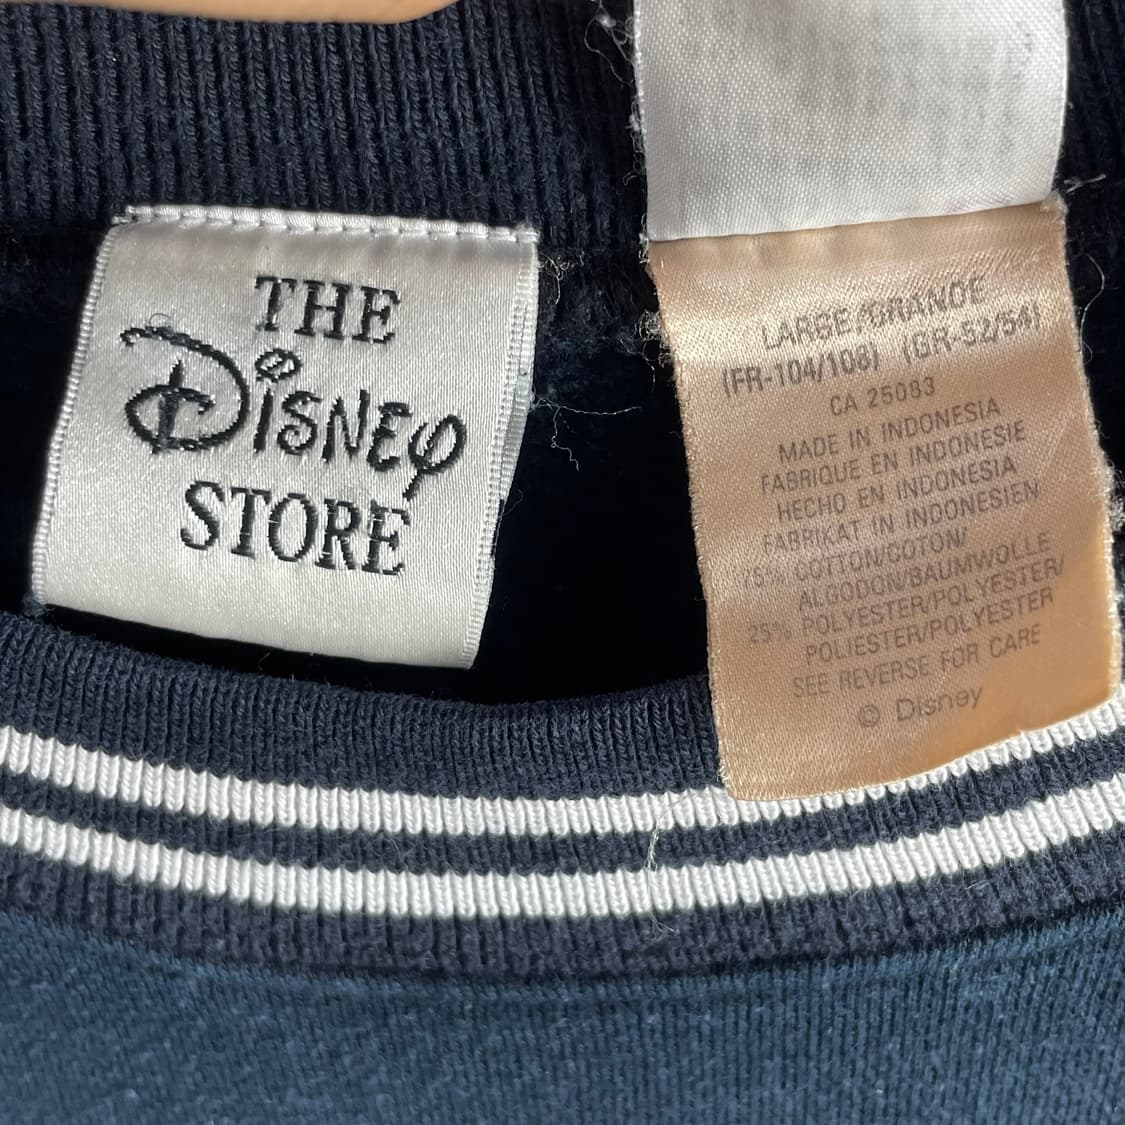 THE
DISNEY
STORE
LARGE/GRANDE
(FR-104/108) (GR-52/54)
CA 25083
MADE IN INDONESIA
FABRIQUE EN INDONESIE
HECHO EN INDONESIA
FABRIKAT IN INDONESIEN
75% COTTON/COTON/
ALGODON/BAUMWOLLE
25% POLYESTER/POLYESTER/
POLIESTER/POLYESTER
SEE REVERSE FOR CARE
© Disney